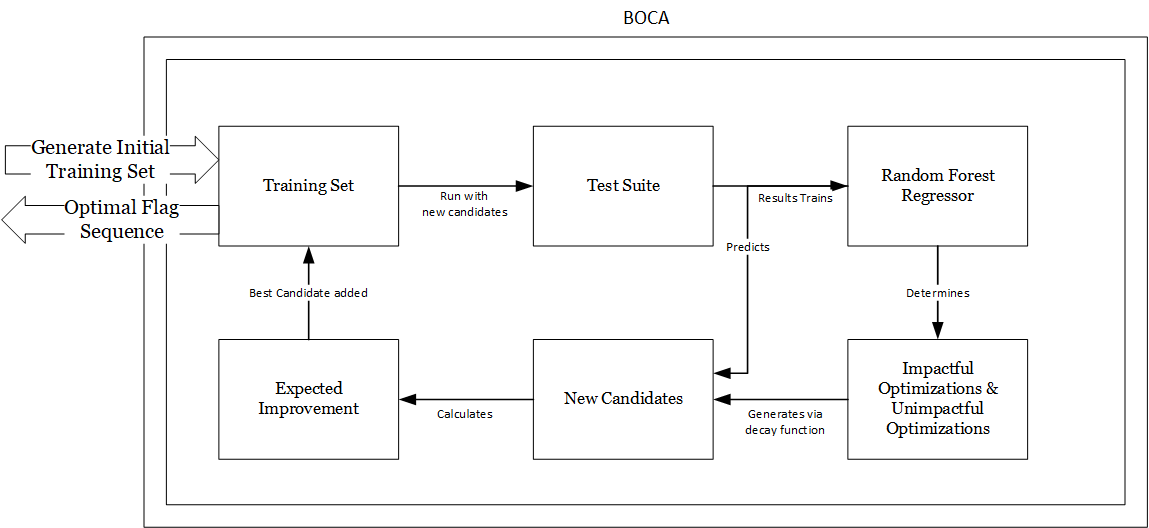 BOCA
Generate Initial
Training Set
Optimal Flag
Sequence
Training Set
Run with
new candidates
Test Suite
Results Trains
Predicts
Random Forest
Regressor
Determines
Best Candidate added
Expected
Improvement
Calculates
New Candidates
Generates via
decay function
Impactful
Optimizations &
Unimpactful
Optimizations